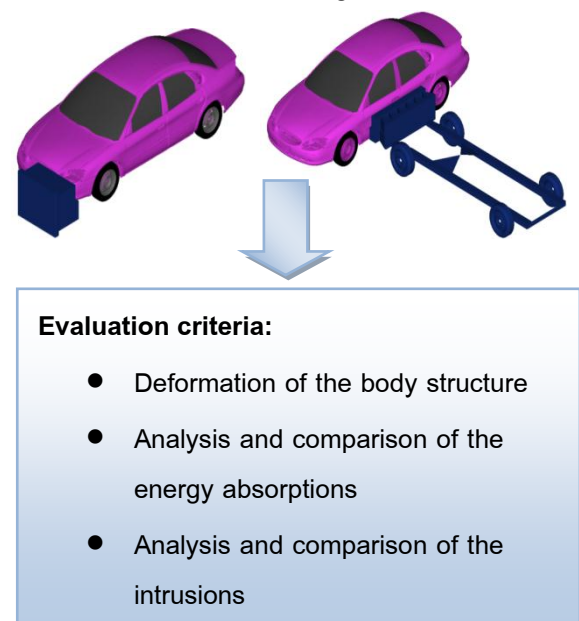 Evaluation criteria:
● Deformation of the body structure
● Analysis and comparison of the
energy absorptions
● Analysis and comparison of the
intrusions